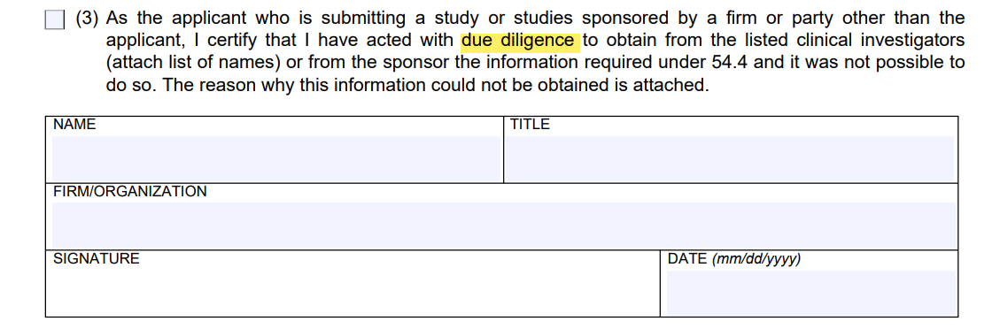 (3) As the applicant who is submitting a study or studies sponsored by a firm or party other than the
applicant, I certify that I have acted with due diligence to obtain from the listed clinical investigators
(attach list of names) or from the sponsor the information required under 54.4 and it was not possible to
do so. The reason why this information could not be obtained is attached.
NAME
TITLE
FIRM/ORGANIZATION
SIGNATURE
DATE (mm/dd/yyyy)